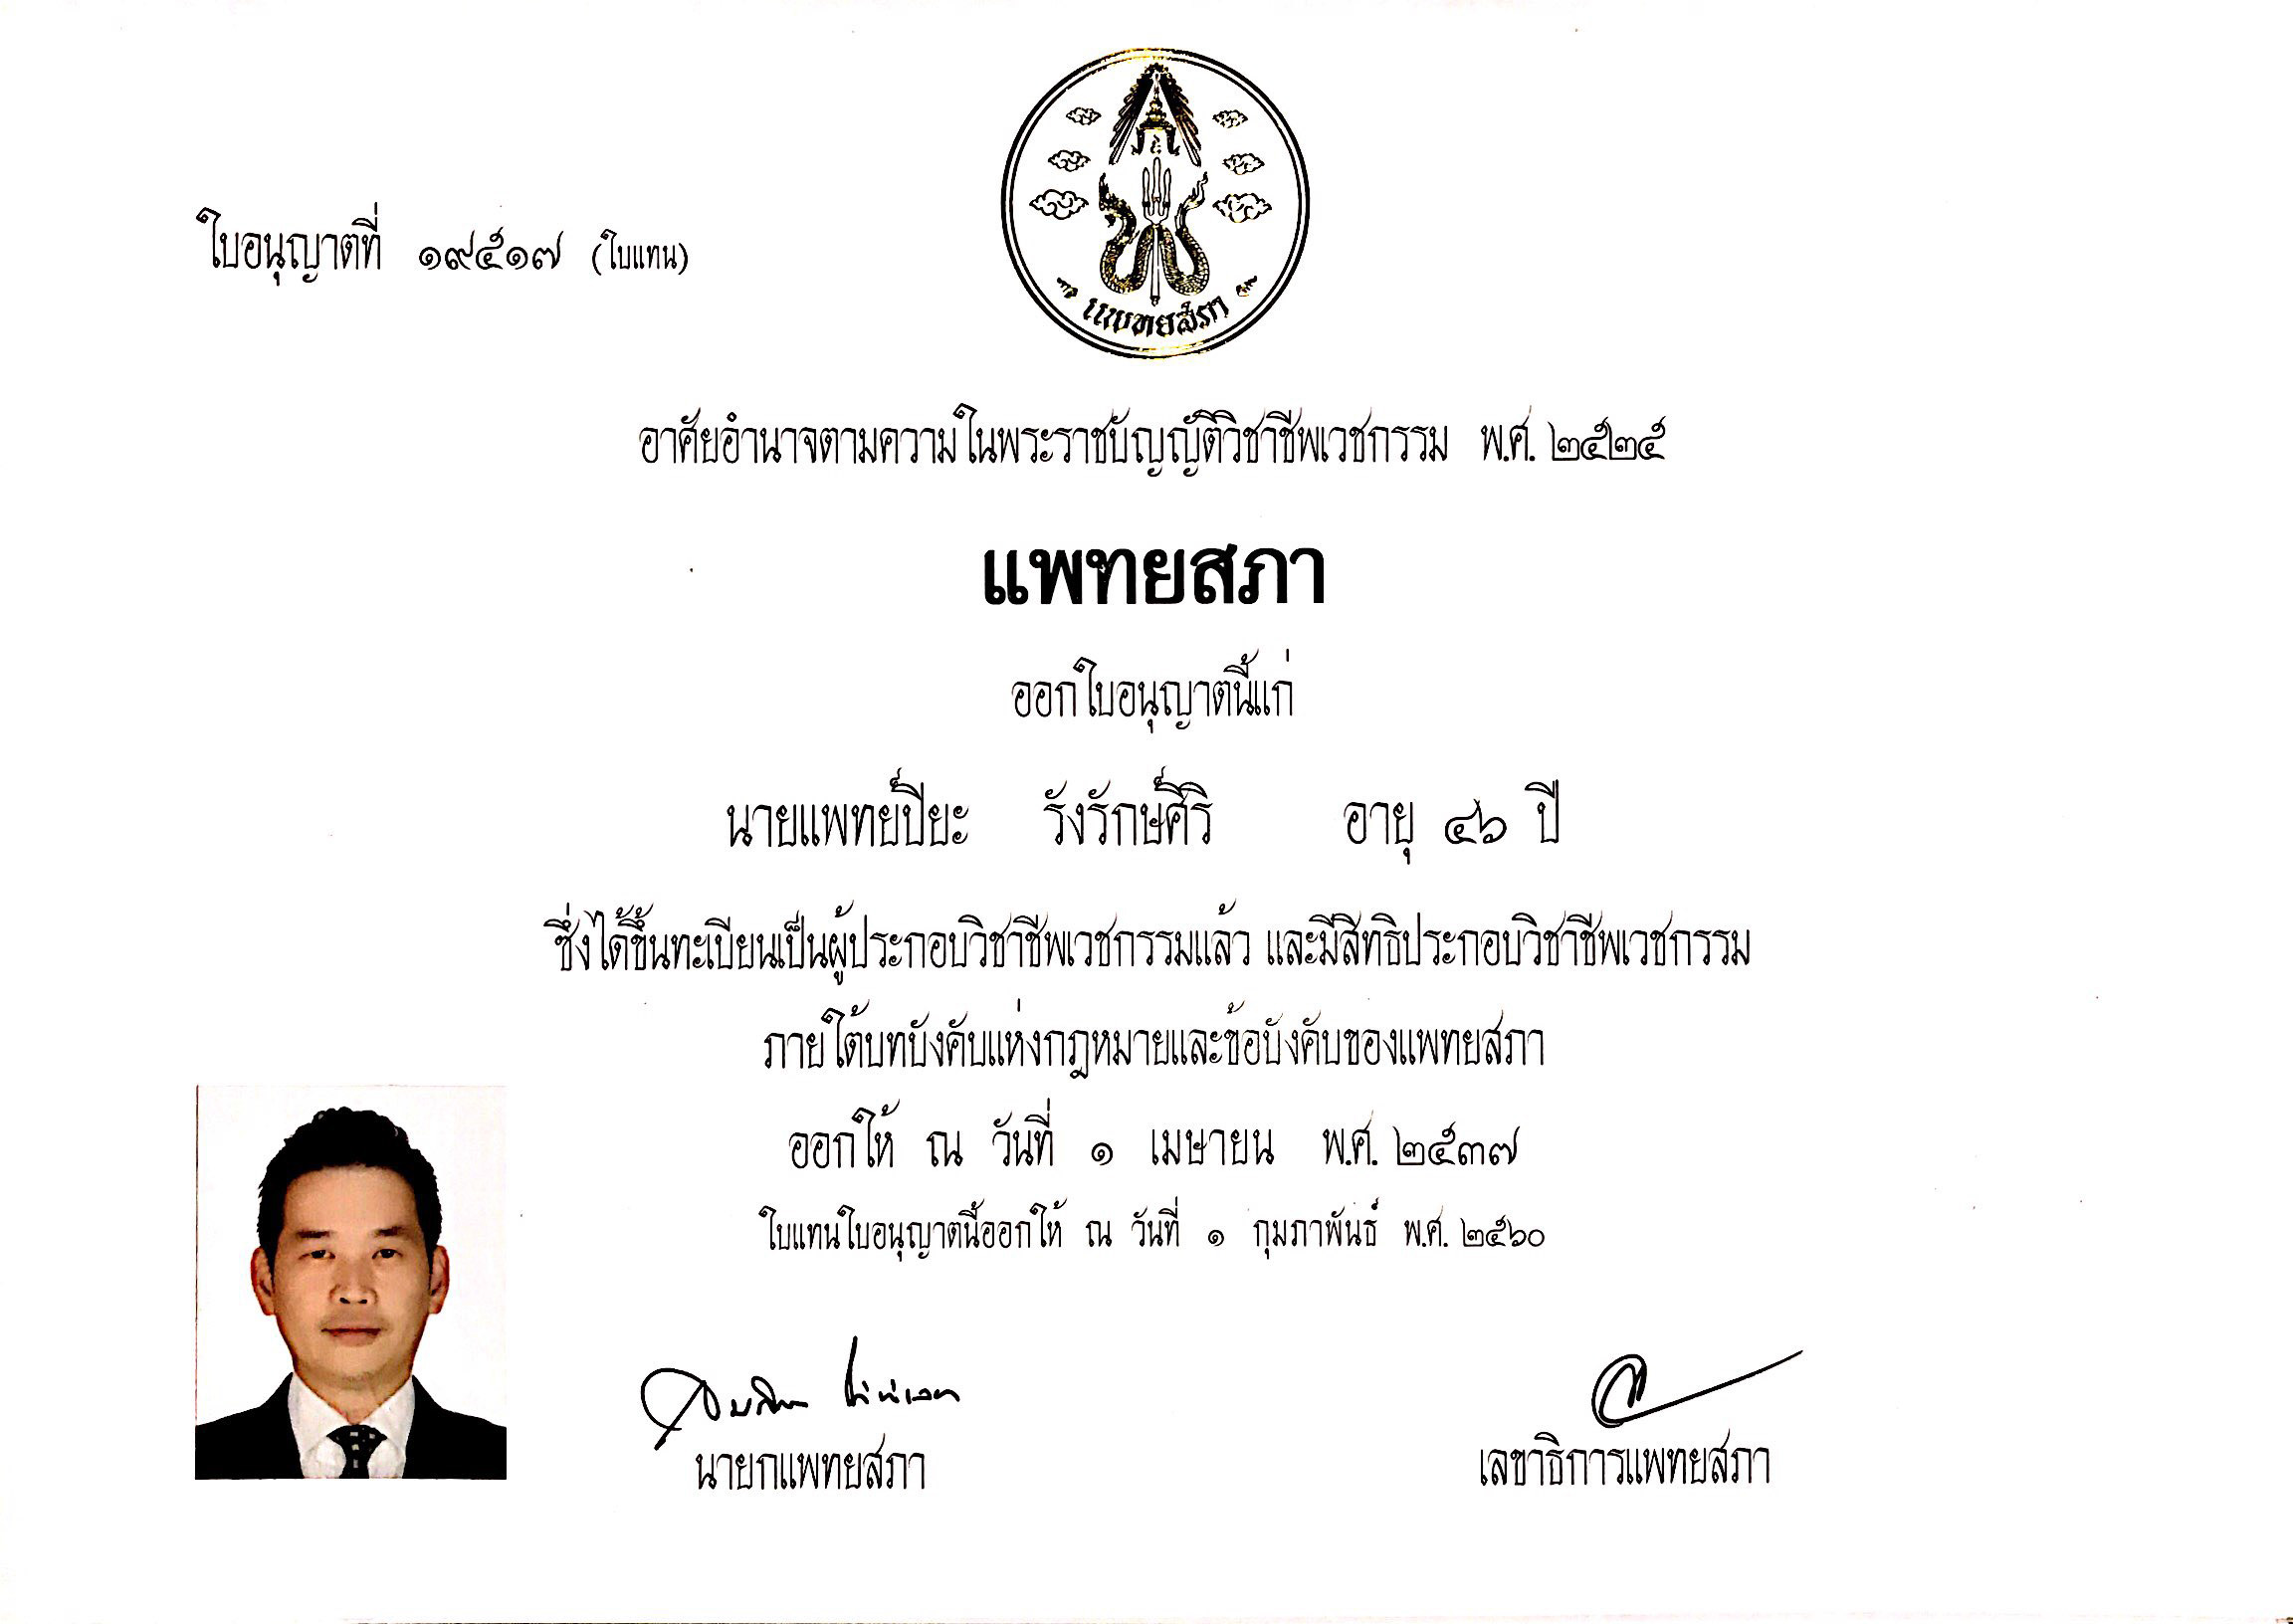 แพทยสภา
ใบอนุญาตที่ ๑๙๕๑๗ (ใบแทน)
อาศัยอำนาจตามความในพระราชบัญญัติวิชาชีพเวชกรรม พ.ศ. ๒๕๒๕
แพทยสภา
ออกใบอนุญาตนี้แก่
นายแพทย์ปิยะ รังรักษ์ศิริ อายุ ๔๖ ปี
ซึ่งได้ขึ้นทะเบียนเป็นผู้ประกอบวิชาชีพเวชกรรมแล้ว และมีสิทธิประกอบวิชาชีพเวชกรรม
ภายใต้บทบังคับแห่งกฎหมายและข้อบังคับของแพทยสภา
ออกให้ ณ วันที่ ๑ เมษายน พ.ศ. ๒๕๓๗
ใบแทนใบอนุญาตนี้ออกให้ ณ วันที่ ๑ กุมภาพันธ์ พ.ศ. ๒๕๖๐
นายกแพทยสภา
เลขาธิการแพทยสภา